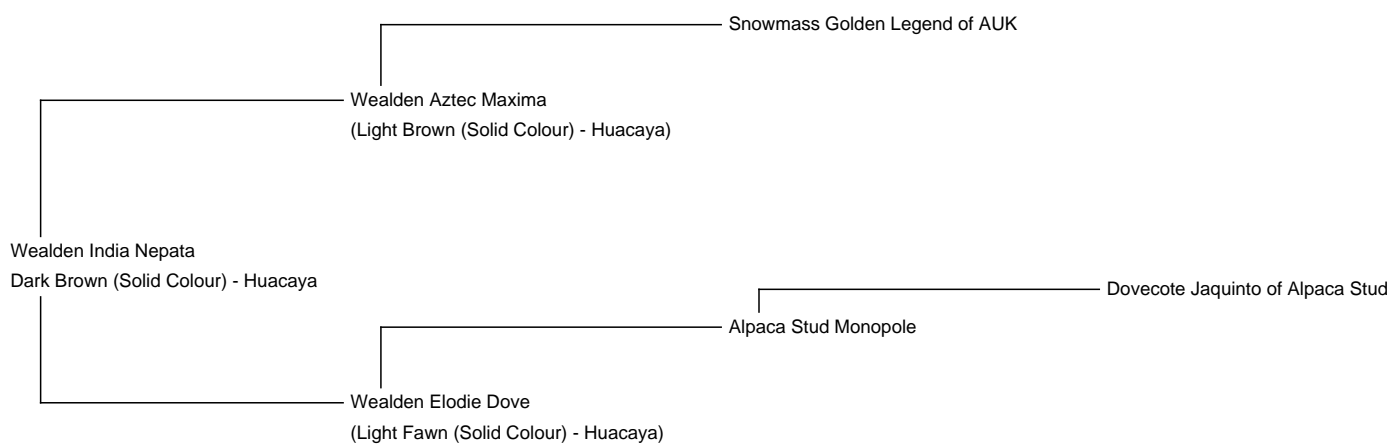 Snowmass Golden Legend of AUK
Wealden Aztec Maxima
(Light Brown (Solid Colour) - Huacaya)
Wealden India Nepata
Dark Brown (Solid Colour) - Huacaya
Dovecote Jaquinto of Alpaca Stud
Alpaca Stud Monopole
Wealden Elodie Dove
(Light Fawn (Solid Colour) - Huacaya)